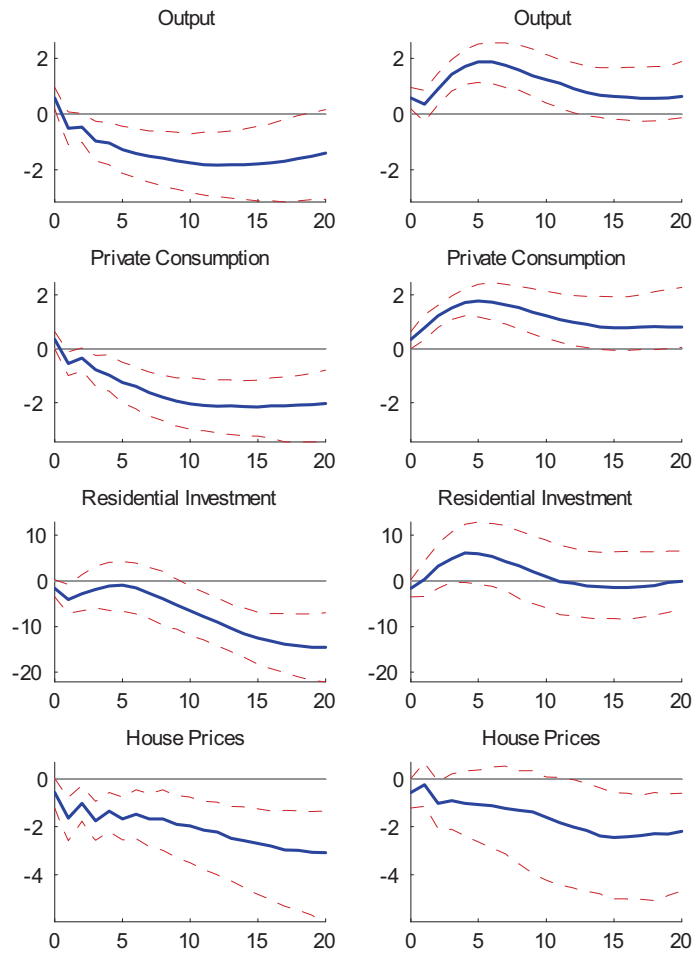 Output Output
2 2
0 0
-2 -2
0 5 10 15 20 0 5 10 15 20
Private Consumption Private Consumption
2 2
0 0
-2 -2
0 5 10 15 20 0 5 10 15 20
Residential Investment Residential Investment
10 10
0 0
-10 -10
-20 -20
0 5 10 15 20 0 5 10 15 20
House Prices House Prices
0 0
-2 -2
-4 -4
0 5 10 15 20 0 5 10 15 20